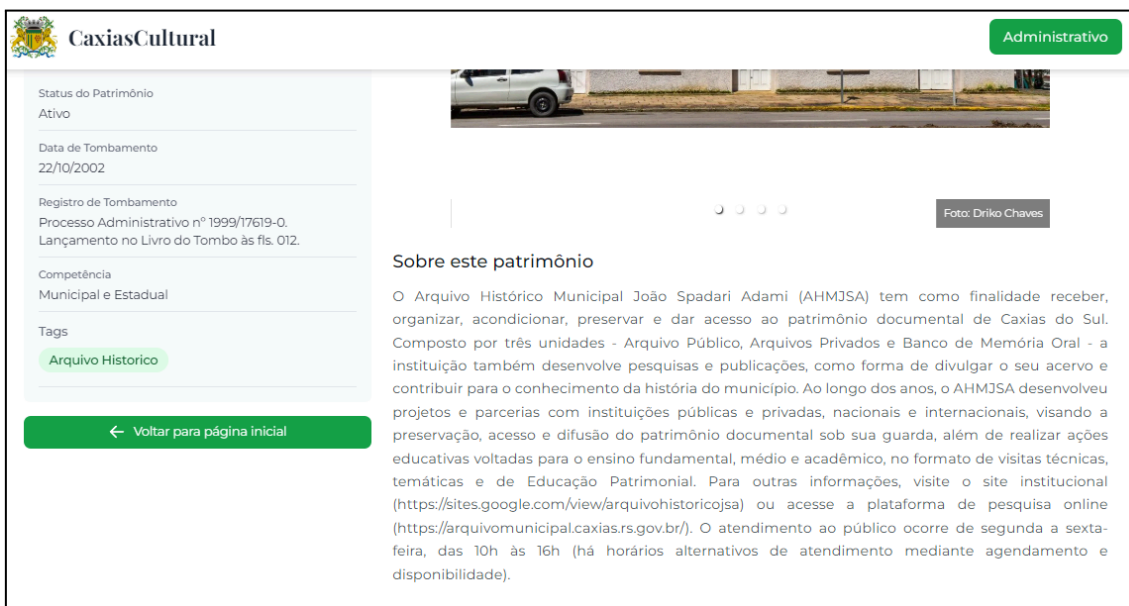 CaxiasCultural
Administrativo
Status do Patrimônio
Ativo
Data de Tombamento
22/10/2002
Registro de Tombamento
Processo Administrativo nº 1999/17619-0.
Lançamento no Livro do Tombo às fls. 012.
Competência
Municipal e Estadual
Tags
Arquivo Historico
← Voltar para página inicial
Foto: Driko Chaves
Sobre este patrimônio
O Arquivo Histórico Municipal João Spadari Adami (AHMJSA) tem como finalidade receber,
organizar, acondicionar, preservar e dar acesso ao patrimônio documental de Caxias do Sul.
Composto por três unidades - Arquivo Público, Arquivos Privados e Banco de Memória Oral - a
instituição também desenvolve pesquisas e publicações, como forma de divulgar o seu acervo e
contribuir para o conhecimento da história do município. Ao longo dos anos, o AHMJSA desenvolveu
projetos e parcerias com instituições públicas e privadas, nacionais e internacionais, visando a
preservação, acesso e difusão do patrimônio documental sob sua guarda, além de realizar ações
educativas voltadas para o ensino fundamental, médio e acadêmico, no formato de visitas técnicas,
temáticas e de Educação Patrimonial. Para outras informações, visite o site institucional
(https://sites.google.com/view/arquivohistoricojsa) ou acesse a plataforma de pesquisa online
(https://arquivomunicipal.caxias.rs.gov.br/). O atendimento ao público ocorre de segunda a sexta-
feira, das 10h às 16h (há horários alternativos de atendimento mediante agendamento e
disponibilidade).